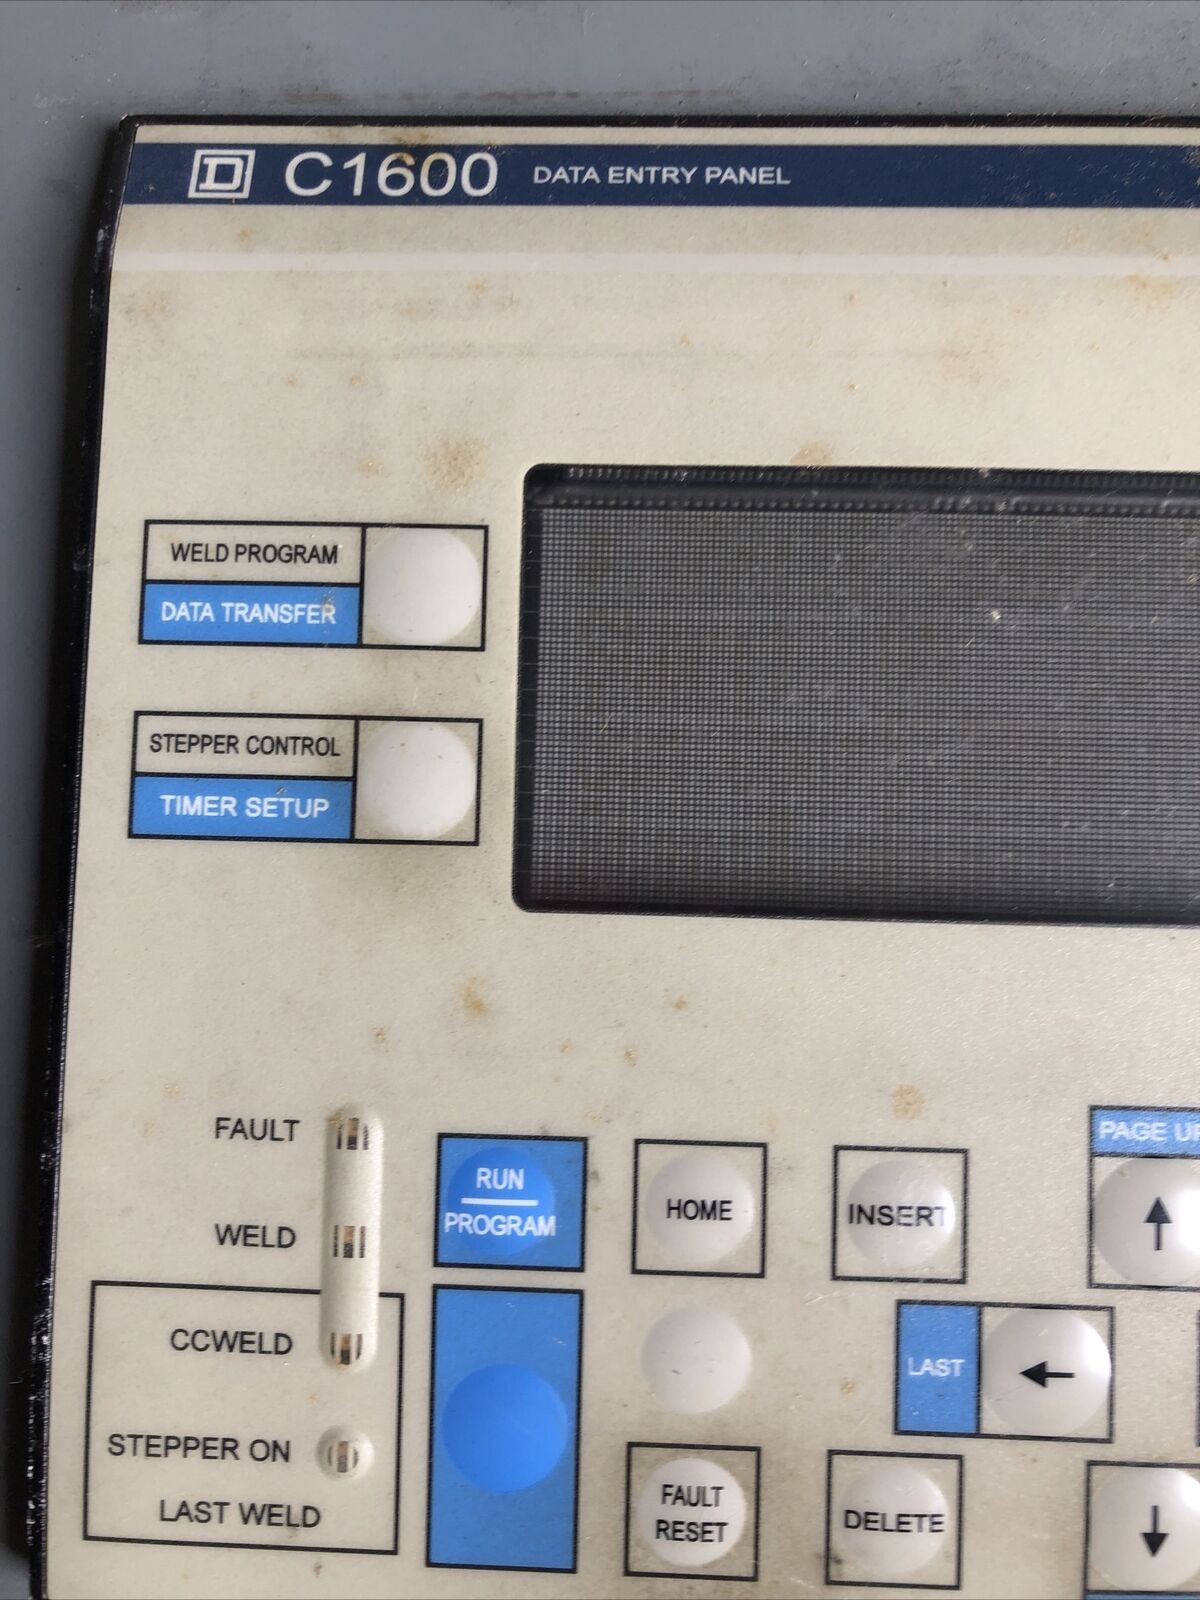 D C1600 DATA ENTRY PANEL
WELD PROGRAM
DATA TRANSFER
STEPPER CONTROL
TIMER SETUP
FAULT
WELD
CCWELD
STEPPER ON
LAST WELD
RUN
PROGRAM
HOME
INSERT
PAGE U
LAST
FAULT
RESET
DELETE